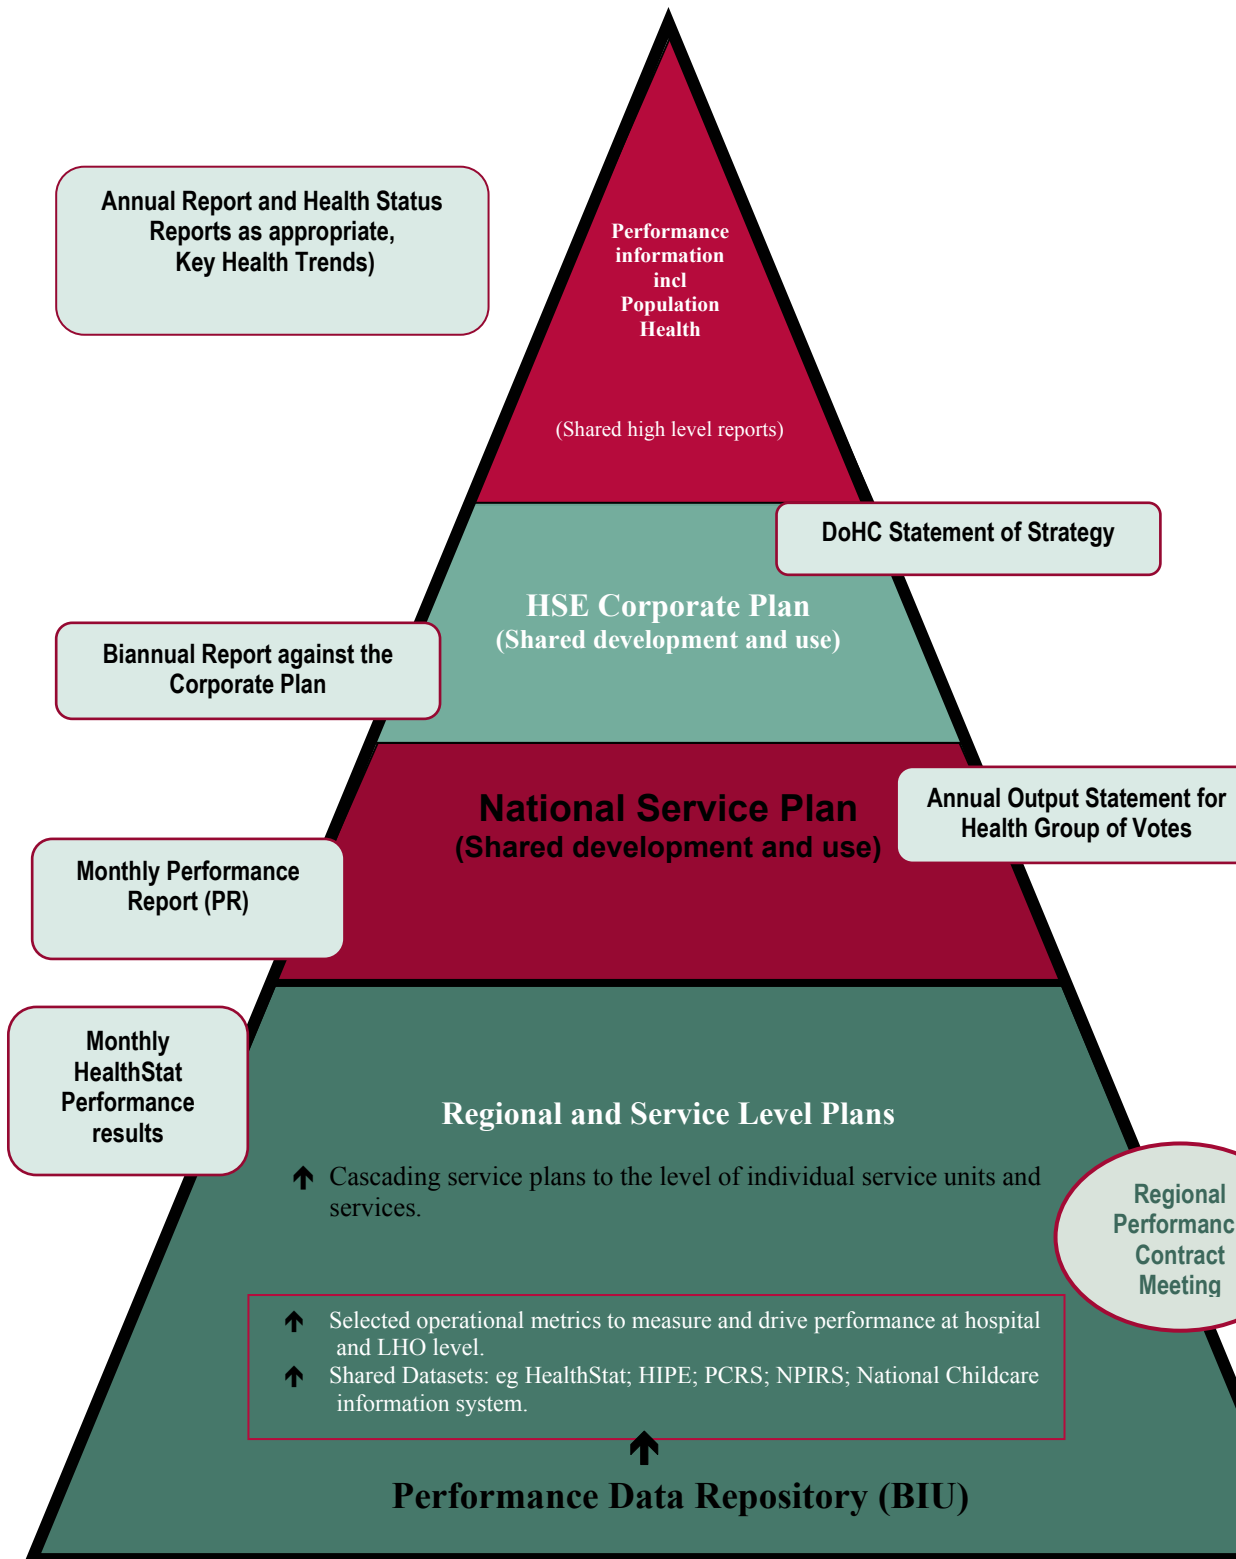 Annual Report and Health Status
Reports as appropriate,
Key Health Trends)
Performance
information
incl
Population
Health
(Shared high level reports)
DoHC Statement of Strategy
HSE Corporate Plan
(Shared development and use)
Biannual Report against the
Corporate Plan
National Service Plan
(Shared development and use)
Annual Output Statement for
Health Group of Votes
Monthly Performance
Report (PR)
Monthly
HealthStat
Performance
results
Regional and Service Level Plans
Cascading service plans to the level of individual service units and
services.
Regional
Performanc
Contract
Meeting
Selected operational metrics to measure and drive performance at hospital
and LHO level.
Shared Datasets: eg HealthStat; HIPE; PCRS; NPIRS; National Childcare
information system.
Performance Data Repository (BIU)